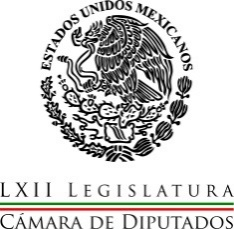 ESTADOS UNIDOS MEXICANOS
LXII LEGISLATURA
CÁMARA DE DIPUTADOS